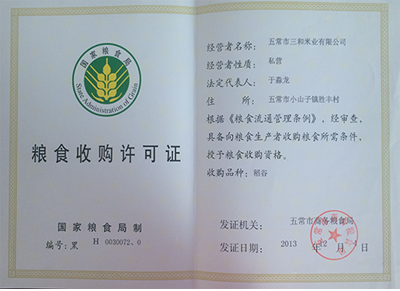 国家粮食局
State Administration of Grain
粮食收购许可证
国家粮食局制
编号:黑 H 0030072.0
经营者名称: 五常市三和米业有限公司
经营者性质: 私营
法定代表人: 于淼龙
住 所: 五常市小山子镇胜丰村
根据《粮食流通管理条例》，经审查，
具备向粮食生产者收购粮食所需条件，
授予粮食收购资格。
收购品种: 稻谷
发证机关: 五常市商务粮食局
发证日期: 2013 2 月 日